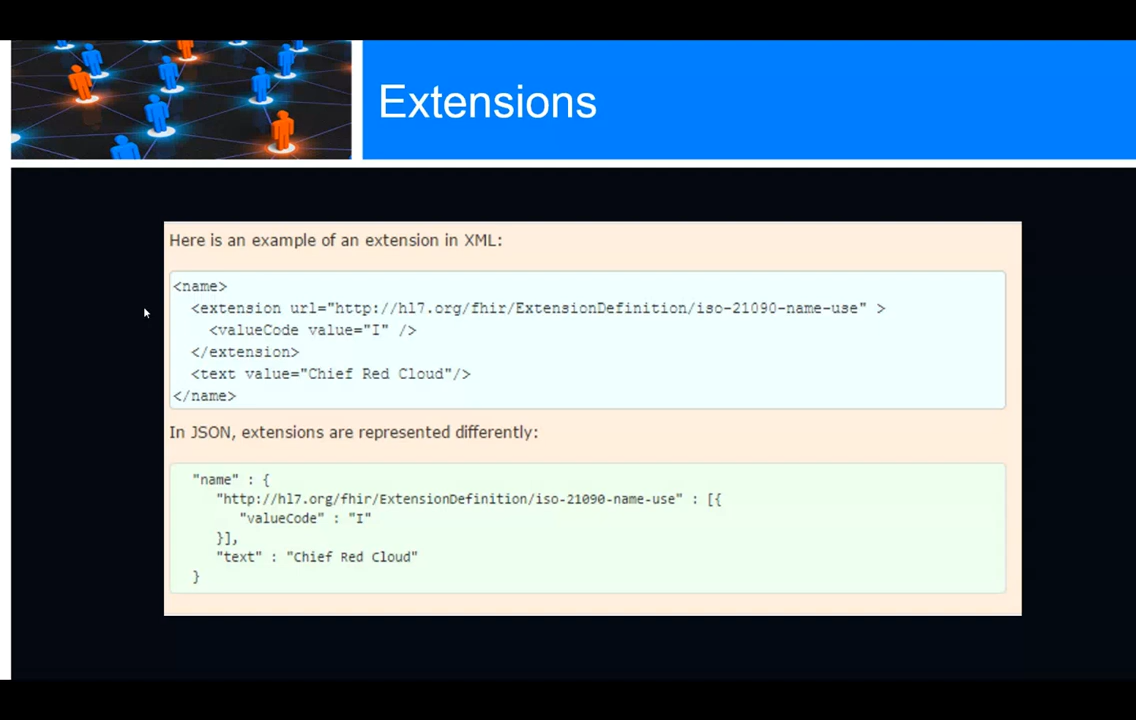 Extensions
Here is an example of an extension in XML:
<name>
<extension url="http://hl7.org/fhir/ExtensionDefinition/iso-21090-name-use" >
<valueCode value="I" />
</extension>
<text value="Chief Red Cloud"/>
</name>
In JSON, extensions are represented differently:
"name" : {
"http://hl7.org/fhir/ExtensionDefinition/iso-21090-name-use" : [{
"valueCode" : "I"
}],
"text" : "Chief Red Cloud"
}